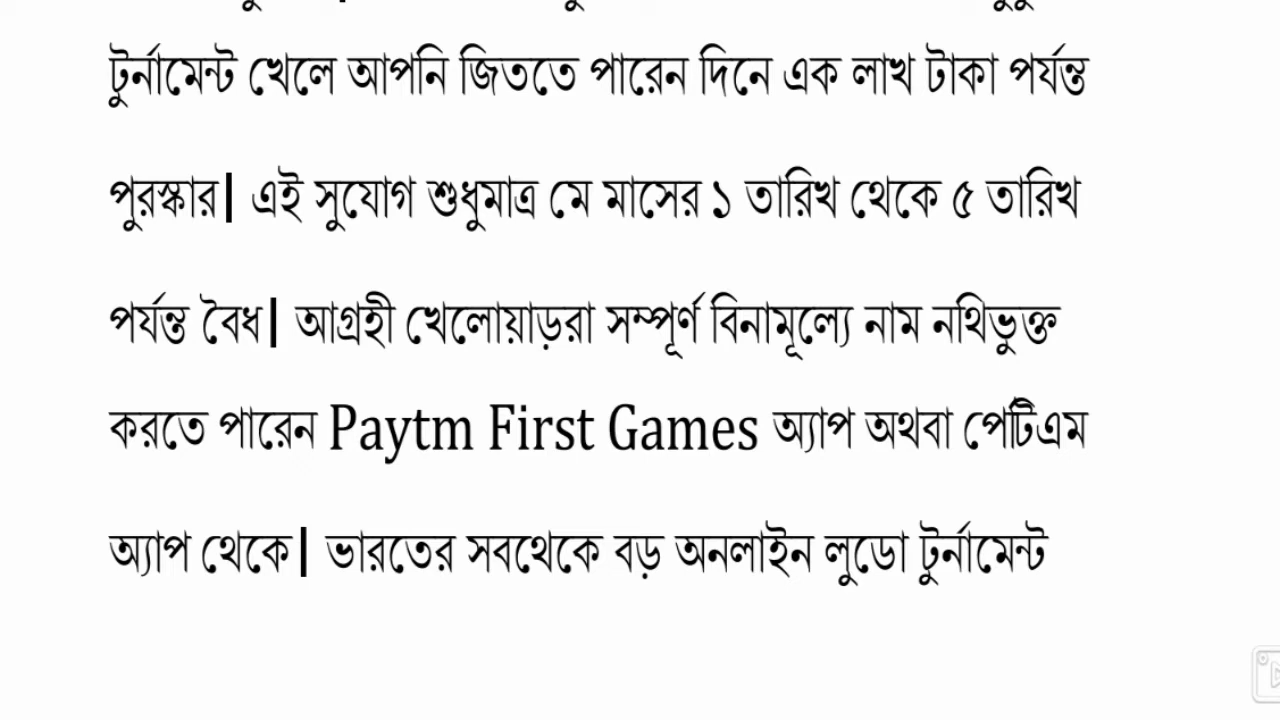 টুর্নামেন্ট খেলে আপনি জিততে পারেন দিনে এক লাখ টাকা পর্যন্ত
পুরস্কার| এই সুযোগ শুধুমাত্র মে মাসের ১ তারিখ থেকে ৫ তারিখ
পর্যন্ত বৈধ| আগ্রহী খেলোয়াড়রা সম্পূর্ণ বিনামূল্যে নাম নথিভুক্ত
করতে পারেন Paytm First Games অ্যাপ অথবা পেটিএম
অ্যাপ থেকে| ভারতের সবথেকে বড় অনলাইন লুডো টুর্নামেন্ট